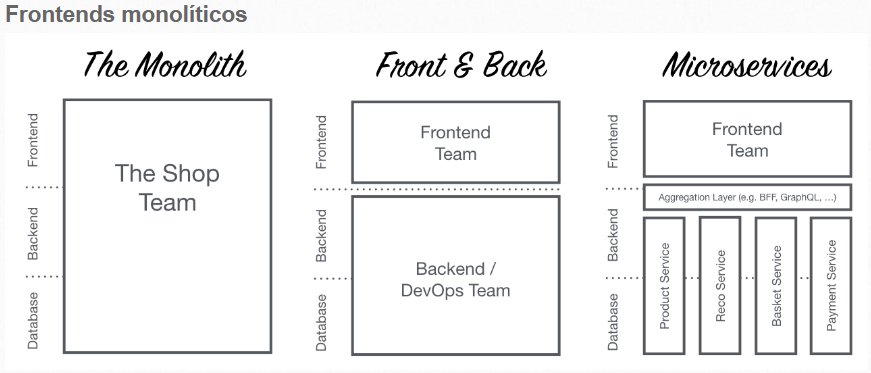 Frontends monolíticos
The Monolith
Frontend
Backend
Database
The Shop
Team
Front & Back
Frontend
Backend
Database
Frontend
Team
Backend /
DevOps Team
Microservices
Frontend
Backend
Database
Frontend
Team
Aggregation Layer (e.g. BFF, GraphQL, ...)
Product Service
Reco Service
Basket Service
Payment Service